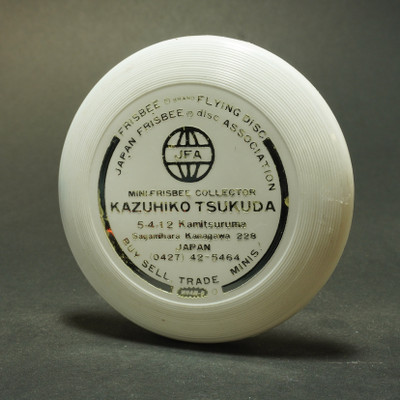 FRISBEE ® BRAND FLYING DISC
JAPAN FRISBEE ® disc ASSOCIATION
JFA
MINI-FRISBEE COLLECTOR
KAZUHIKO TSUKUDA
5-4-12 Kamitsuruma
Sagamihara Kanagawa 228
JAPAN
(0427) 42-5464
BUY SELL TRADE MINIS!